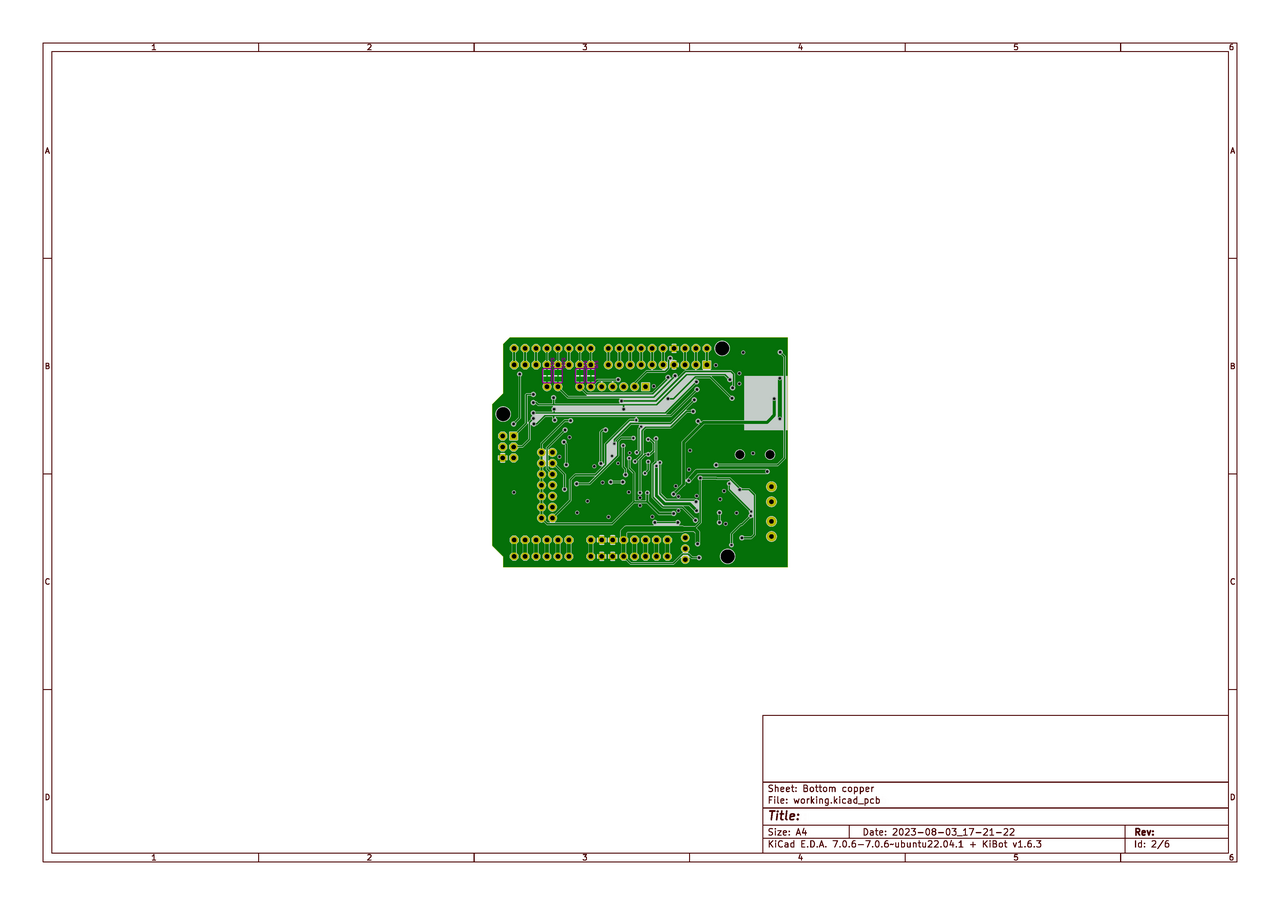 1 2 3 4 5 6
A A
B B
C C
D D
Sheet: Bottom copper
File: working.kicad_pcb
Title:
Size: A4 Date: 2023-08-03_17-21-22 Rev:
KiCad E.D.A. 7.0.6-7.0.6~ubuntu22.04.1 + KiBot v1.6.3 Id: 2/6
1 2 3 4 5 6